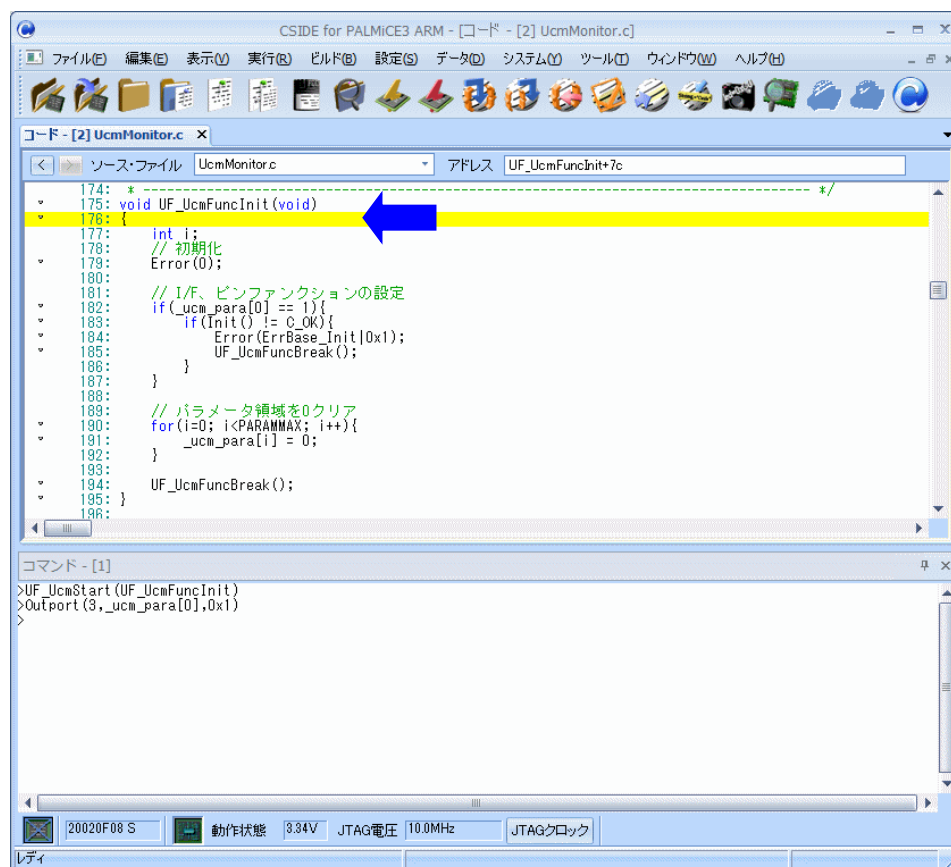 CSIDE for PALMiCE3 ARM - [コード - [2] UcmMonitor.c]
ファイル(F) 編集(E) 表示(V) 実行(R) ビルド(B) 設定(S) データ(D) システム(Y) ツール(T) ウィンドウ(W) ヘルプ(H)
コード - [2] UcmMonitor.c X
ソース・ファイル UcmMonitor.c アドレス UF_UcmFuncInit+7c
174: * ------------------------------------------------------------------------------------- */
175: void UF_UcmFuncInit(void)
176: {
177: int i;
178: // 初期化
179: Error(0);
180:
181: // I/F、ピンファンクションの設定
182: if(_ucm_para[0] == 1){
183: if(Init() != C_OK){
184: Error(ErrBase_Init|0x1);
185: UF_UcmFuncBreak();
186: }
187: }
188:
189: // パラメータ領域を0クリア
190: for(i=0; i<PARAMMAX; i++){
191: _ucm_para[i] = 0;
192: }
193:
194: UF_UcmFuncBreak();
195: }
196:
コマンド - [1]
>UF_UcmStart(UF_UcmFuncInit)
>Outport(3,_ucm_para[0],0x1)
>
20020F08 S 動作状態 3.34V JTAG電圧 10.0MHz JTAGクロック
レディ